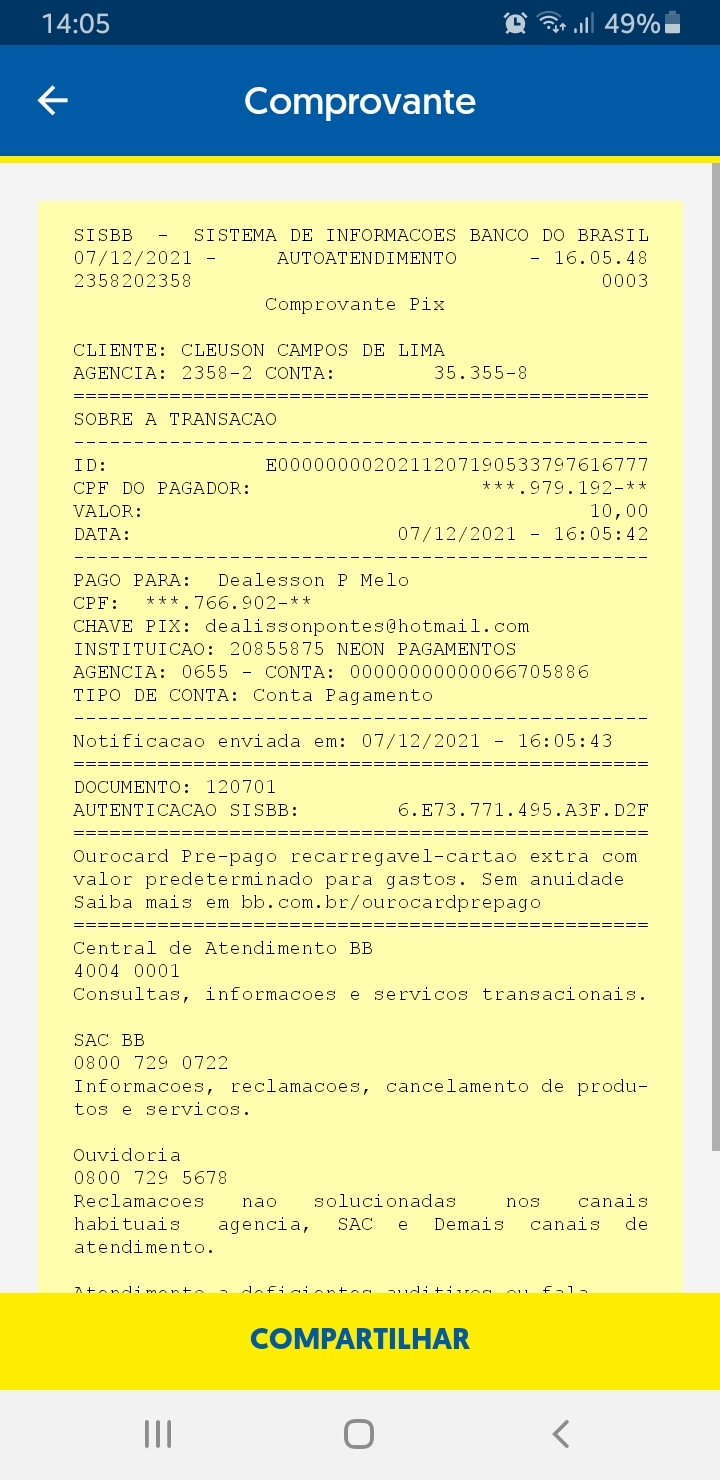 14:05 49%
Comprovante
SISBB - SISTEMA DE INFORMACOES BANCO DO BRASIL
07/12/2021 - AUTOATENDIMENTO - 16.05.48
2358202358 0003
Comprovante Pix
CLIENTE: CLEUSON CAMPOS DE LIMA
AGENCIA: 2358-2 CONTA: 35.355-8
================================================
SOBRE A TRANSACAO
------------------------------------------------
ID: E0000000020211207190533797616777
CPF DO PAGADOR: ***.979.192-**
VALOR: 10,00
DATA: 07/12/2021 - 16:05:42
------------------------------------------------
PAGO PARA: Dealesson P Melo
CPF: ***.766.902-**
CHAVE PIX: dealissonpontes@hotmail.com
INSTITUICAO: 20855875 NEON PAGAMENTOS
AGENCIA: 0655 - CONTA: 00000000000066705886
TIPO DE CONTA: Conta Pagamento
------------------------------------------------
Notificacao enviada em: 07/12/2021 - 16:05:43
================================================
DOCUMENTO: 120701
AUTENTICACAO SISBB: 6.E73.771.495.A3F.D2F
================================================
Ourocard Pre-pago recarregavel-cartao extra com
valor predeterminado para gastos. Sem anuidade
Saiba mais em bb.com.br/ourocardprepago
================================================
Central de Atendimento BB
4004 0001
Consultas, informacoes e servicos transacionais.
SAC BB
0800 729 0722
Informacoes, reclamacoes, cancelamento de produ-
tos e servicos.
Ouvidoria
0800 729 5678
Reclamacoes nao solucionadas nos canais
habituais agencia, SAC e Demais canais de
atendimento.
Atendimento a deficientes auditivos ou fala
COMPARTILHAR